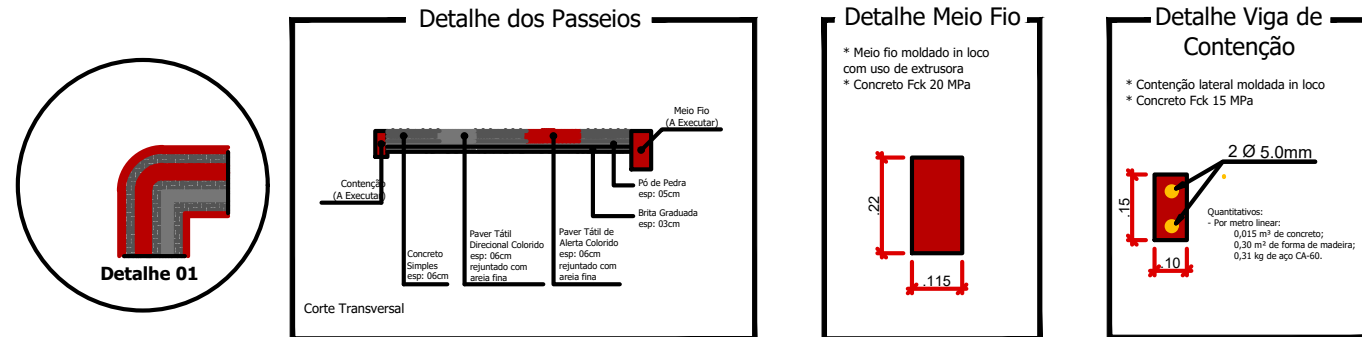 Detalhe 01
Detalhe dos Passeios
Meio Fio
(A Executar)
Contenção
(A Executar)
Pó de Pedra
esp: 05cm
Brita Graduada
esp: 03cm
Concreto
Simples
esp: 06cm
Paver Tátil
Direcional Colorido
esp: 06cm
rejuntado com
areia fina
Paver Tátil de
Alerta Colorido
esp: 06cm
rejuntado com
areia fina
Corte Transversal
Detalhe Meio Fio
* Meio fio moldado in loco
com uso de extrusora
* Concreto Fck 20 MPa
.22
.115
Detalhe Viga de
Contenção
* Contenção lateral moldada in loco
* Concreto Fck 15 MPa
2 Ø 5.0mm
.15
.10
Quantitativos:
- Por metro linear:
0,015 m³ de concreto;
0,30 m² de forma de madeira;
0,31 kg de aço CA-60.